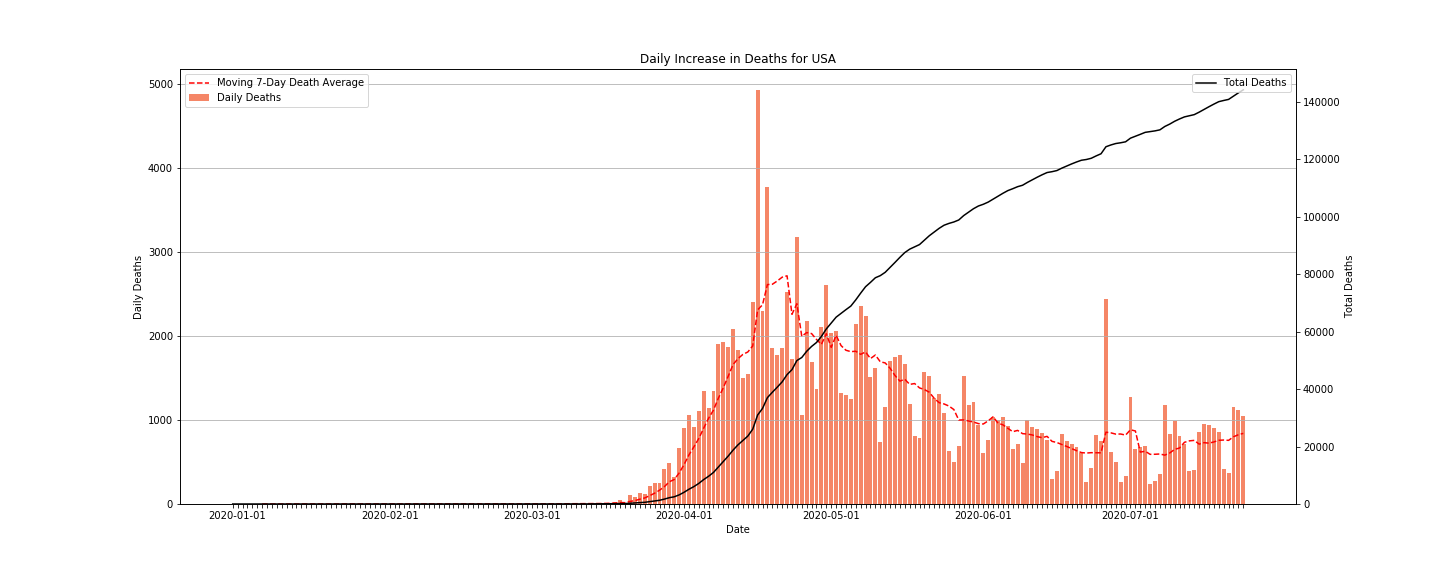 Daily Increase in Deaths for USA
Moving 7-Day Death Average
Daily Deaths
Total Deaths
5000
4000
3000
2000
1000
0
Daily Deaths
140000
120000
100000
80000
60000
40000
20000
0
Total Deaths
2020-01-01 2020-02-01 2020-03-01 2020-04-01 2020-05-01 2020-06-01 2020-07-01
Date